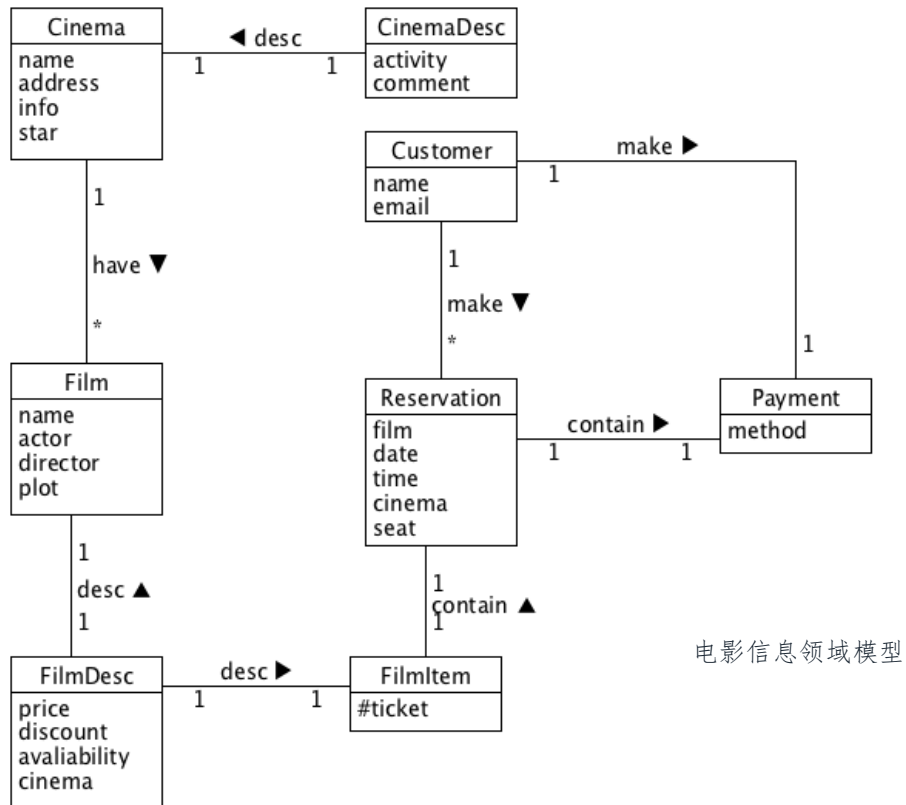 Cinema
name
address
info
star
◀ desc
1
1
CinemaDesc
activity
comment
Customer
name
email
make ▶
1
1
1
have ▼
*
1
make ▼
*
Film
name
actor
director
plot
Reservation
film
date
time
cinema
seat
contain ▶
1
1
Payment
method
1
desc ▲
1
1
contain ▲
1
FilmDesc
price
discount
avaliability
cinema
desc ▶
1
1
FilmItem
#ticket
电影信息领域模型